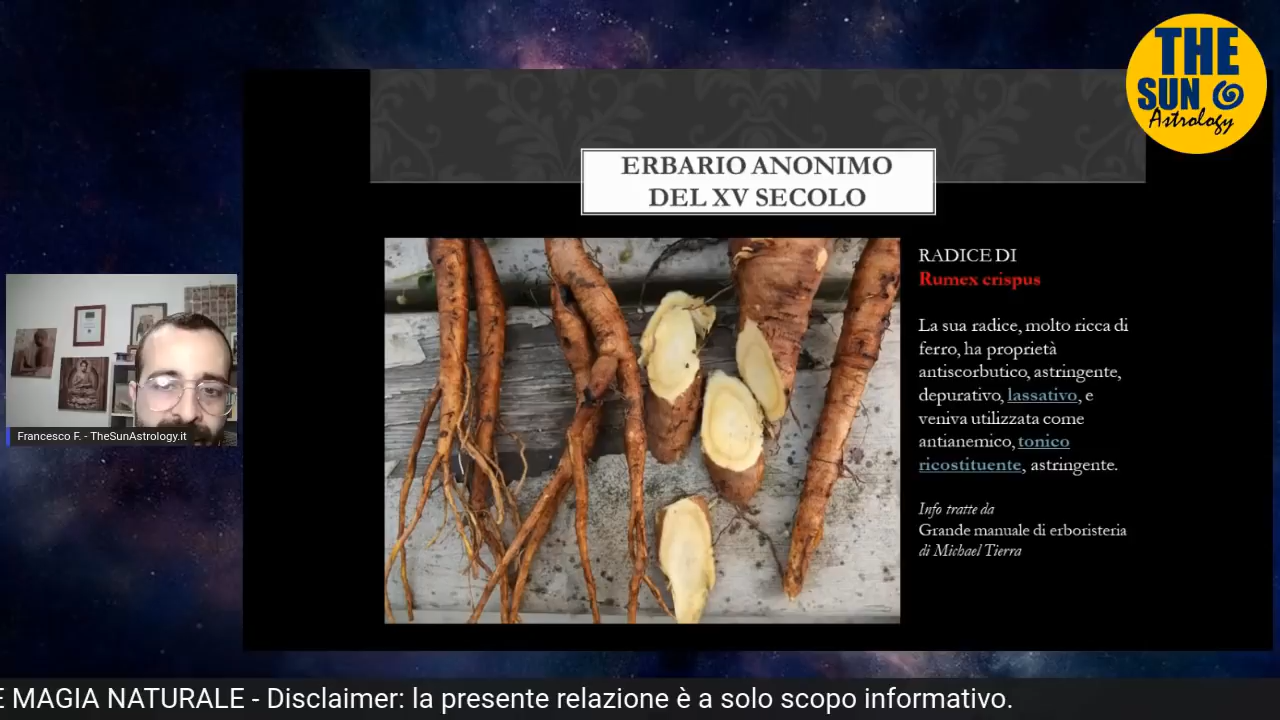 THE
SUN
Astrology
ERBARIO ANONIMO
DEL XV SECOLO
RADICE DI
Rumex crispus
La sua radice, molto ricca di
ferro, ha proprietà
antiscorbutico, astringente,
depurativo, lassativo, e
veniva utilizzata come
antianemico, tonico
ricostituente, astringente.
Info tratte da
Grande manuale di erboristeria
di Michael Tierra
Francesco F. - TheSunAstrology.it
E MAGIA NATURALE - Disclaimer: la presente relazione è a solo scopo informativo.